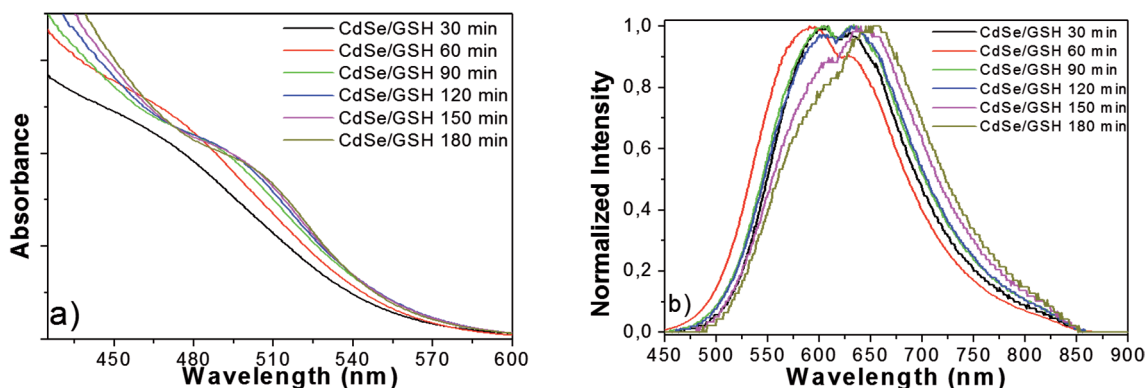 CdSe/GSH 30 min
CdSe/GSH 60 min
CdSe/GSH 90 min
CdSe/GSH 120 min
CdSe/GSH 150 min
CdSe/GSH 180 min
Absorbance
a)
450 480 510 540 570 600
Wavelength (nm)
1,0
0,8
0,6
0,4
0,2
0,0
Normalized Intensity
CdSe/GSH 30 min
CdSe/GSH 60 min
CdSe/GSH 90 min
CdSe/GSH 120 min
CdSe/GSH 150 min
CdSe/GSH 180 min
b)
450 500 550 600 650 700 750 800 850 900
Wavelength (nm)